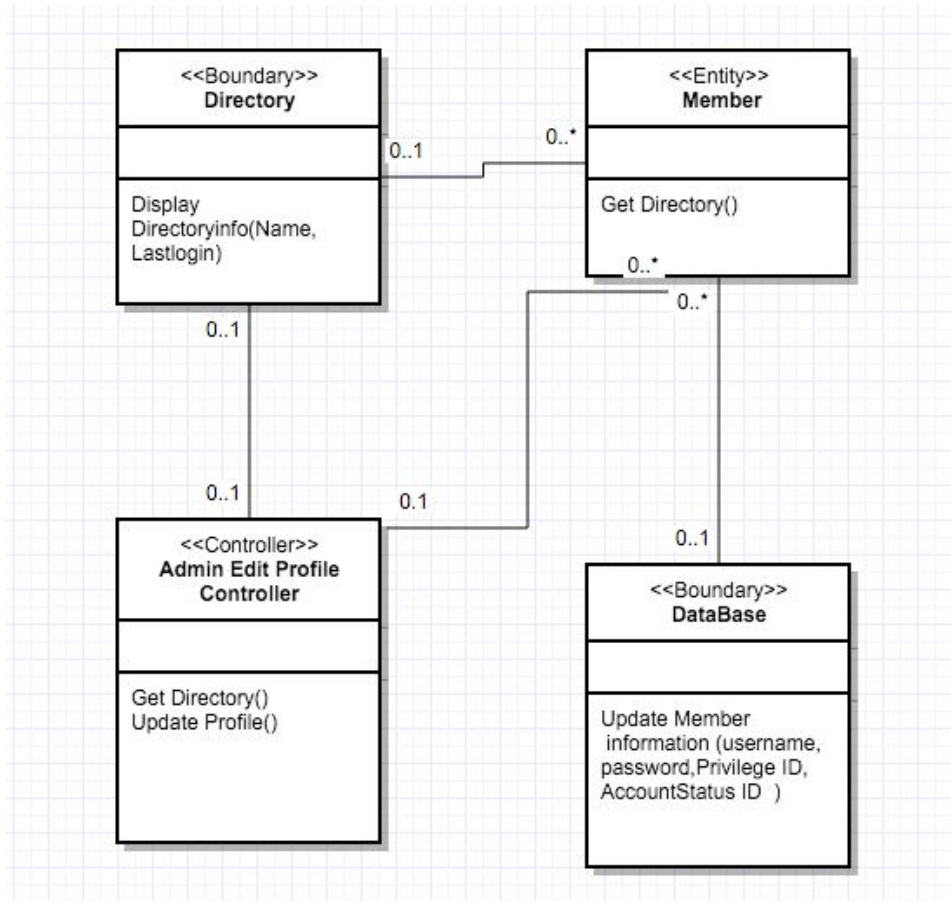 <<Boundary>>
Directory
Display
Directoryinfo(Name,
Lastlogin)
0..1
0..*
<<Entity>>
Member
Get Directory()
0..*
0..*
0..1
0..1
0.1
0..1
<<Controller>>
Admin Edit Profile
Controller
Get Directory()
Update Profile()
<<Boundary>>
DataBase
Update Member
information (username,
password,Privilege ID,
AccountStatus ID )